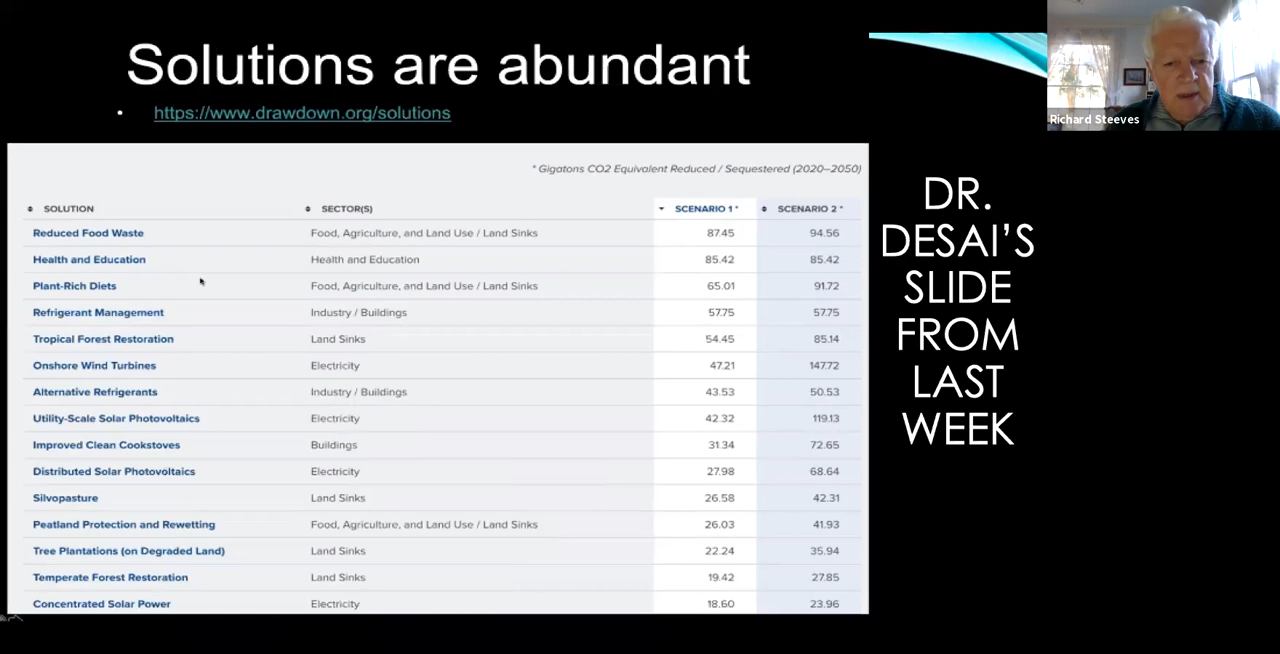 Solutions are abundant
• https://www.drawdown.org/solutions
Richard Steeves
* Gigatons CO2 Equivalent Reduced / Sequestered (2020–2050)
SOLUTION SECTOR(S) SCENARIO 1 * SCENARIO 2 *
Reduced Food Waste Food, Agriculture, and Land Use / Land Sinks 87.45 94.56
Health and Education Health and Education 85.42 85.42
Plant-Rich Diets Food, Agriculture, and Land Use / Land Sinks 65.01 91.72
Refrigerant Management Industry / Buildings 57.75 57.75
Tropical Forest Restoration Land Sinks 54.45 85.14
Onshore Wind Turbines Electricity 47.21 147.72
Alternative Refrigerants Industry / Buildings 43.53 50.53
Utility-Scale Solar Photovoltaics Electricity 42.32 119.13
Improved Clean Cookstoves Buildings 31.34 72.65
Distributed Solar Photovoltaics Electricity 27.98 68.64
Silvopasture Land Sinks 26.58 42.31
Peatland Protection and Rewetting Food, Agriculture, and Land Use / Land Sinks 26.03 41.93
Tree Plantations (on Degraded Land) Land Sinks 22.24 35.94
Temperate Forest Restoration Land Sinks 19.42 27.85
Concentrated Solar Power Electricity 18.60 23.96
DR.
DESAI'S
SLIDE
FROM
LAST
WEEK